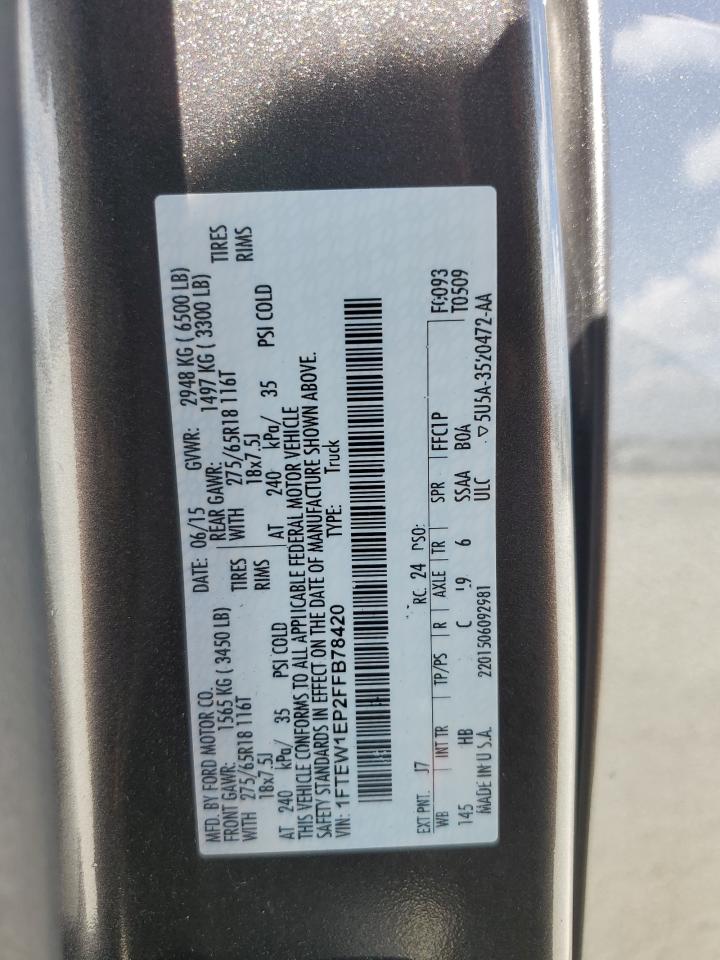 MFD. BY FORD MOTOR CO. DATE: 06/15 GVWR: 2948 KG ( 6500 LB)
FRONT GAWR: 1565 KG ( 3450 LB) REAR GAWR: 1497 KG ( 3300 LB)
WITH 275/65R18 116T TIRES WITH 275/65R18 116T TIRES
18x7.5J RIMS 18x7.5J RIMS
AT 240 kPa/ 35 PSI COLD AT 240 kPa/ 35 PSI COLD
THIS VEHICLE CONFORMS TO ALL APPLICABLE FEDERAL MOTOR VEHICLE
SAFETY STANDARDS IN EFFECT ON THE DATE OF MANUFACTURE SHOWN ABOVE.
VIN: 1FTEW1EP2FFB78420 TYPE: Truck
EXT PNT: J7 RC: 24 DSO: F0093
WB INT TR TP/PS R AXLE TR SPR FFC1P T0509
145 HB C 19 6 SSAA B0A
ULC
MADE IN U.S.A. 2201506092981 5U5A-3520472-AA